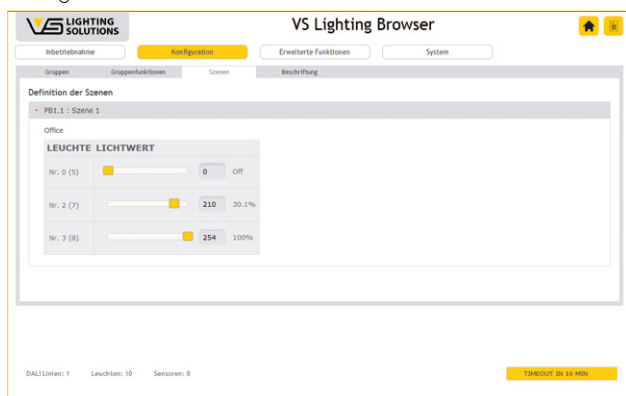 VS LIGHTING SOLUTIONS
VS Lighting Browser
Inbetriebnahme Konfiguration Erweiterte Funktionen System
Gruppen Gruppenfunktionen Szenen Beschriftung
Definition der Szenen
PB1.1 : Szene 1
Office
LEUCHTE LICHTWERT
Nr. 0 (5) 0 Off
Nr. 2 (7) 210 30.1%
Nr. 3 (8) 254 100%
DALI Linien: 1 Leuchten: 10 Sensoren: 0
TIMEOUT IN 16 MIN